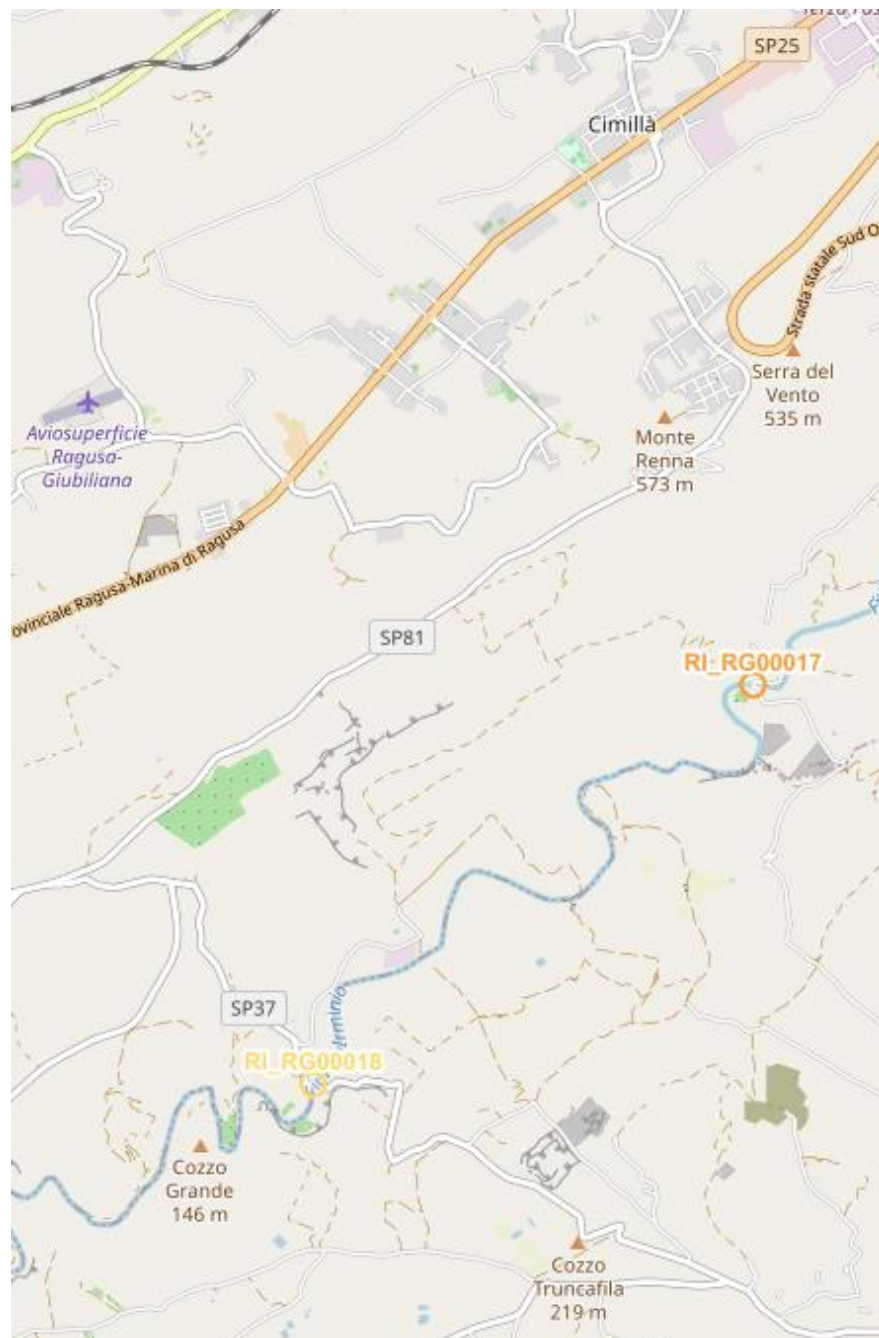 SP25
Cimillà
Strada statale Sud O
Serra del
Vento
535 m
Monte
Renna
573 m
Aviosuperficie
Ragusa-
Giubiliana
ovinciale Ragusa-Marina di Ragusa
SP81
RI_RG00017
SP37
RI_RG00018
Cozzo
Grande
146 m
Cozzo
Truncafila
219 m